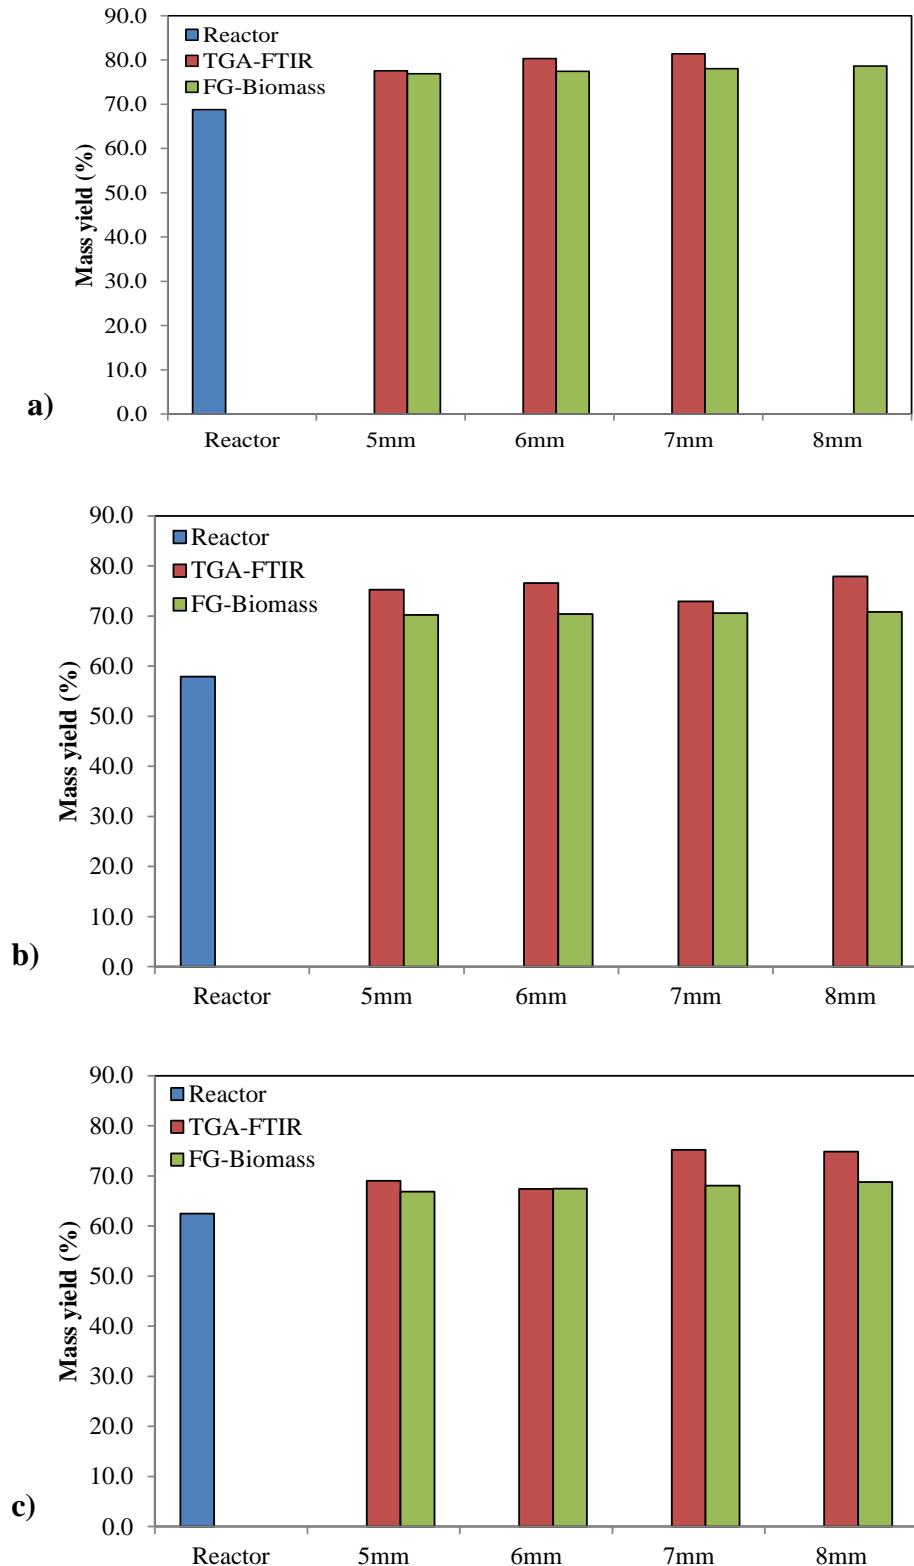 90.0
80.0
70.0
60.0
50.0
40.0
30.0
20.0
10.0
0.0
Mass yield (%)
Reactor
TGA-FTIR
FG-Biomass
a)
Reactor 5mm 6mm 7mm 8mm
90.0
80.0
70.0
60.0
50.0
40.0
30.0
20.0
10.0
0.0
Mass yield (%)
Reactor
TGA-FTIR
FG-Biomass
b)
Reactor 5mm 6mm 7mm 8mm
90.0
80.0
70.0
60.0
50.0
40.0
30.0
20.0
10.0
0.0
Mass yield (%)
Reactor
TGA-FTIR
FG-Biomass
c)
Reactor 5mm 6mm 7mm 8mm